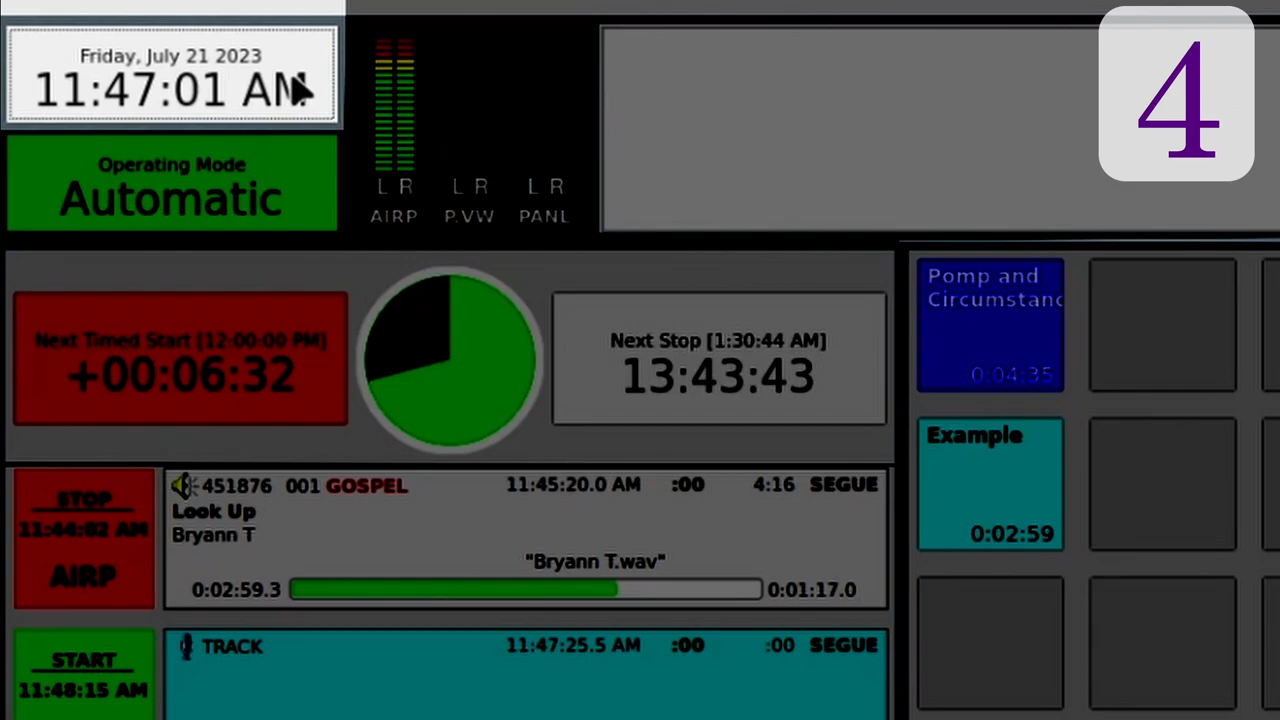 Friday, July 21 2023
11:47:01 AM
4
Operating Mode
Automatic
L R L R L R
AIRP P.VW PANL
Next Timed Start [12:00:00 PM]
+00:06:32
Next Stop [1:30:44 AM]
13:43:43
Pomp and
Circumstanc
0:04:35
Example
0:02:59
STOP
11:44:02 AM
AIRP
451876 001 GOSPEL 11:45:20.0 AM :00 4:16 SEGUE
Look Up
Bryann T
"Bryann T.wav"
0:02:59.3 0:01:17.0
START
11:48:15 AM
TRACK 11:47:25.5 AM :00 :00 SEGUE